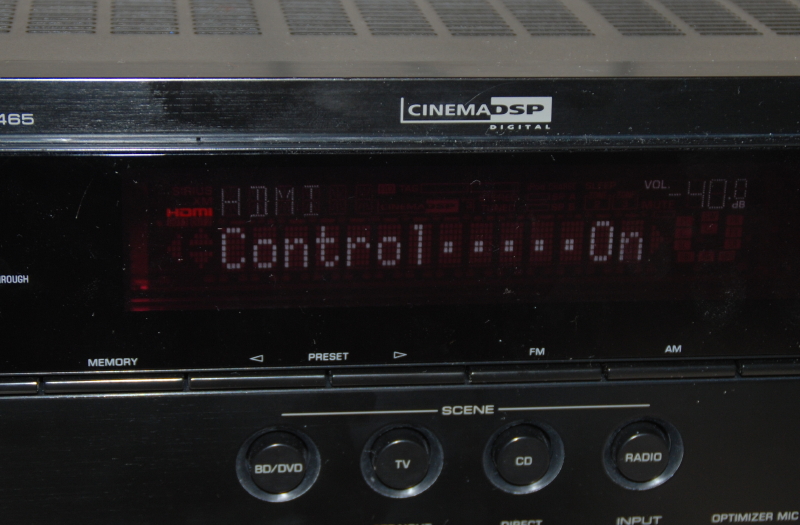 465
CINEMA DSP
DIGITAL
HDMI HDMI VOL. -40.0 dB
Control·····On
ROUGH
MEMORY PRESET FM AM
SCENE
BD/DVD TV CD RADIO
DIRECT INPUT OPTIMIZER MIC